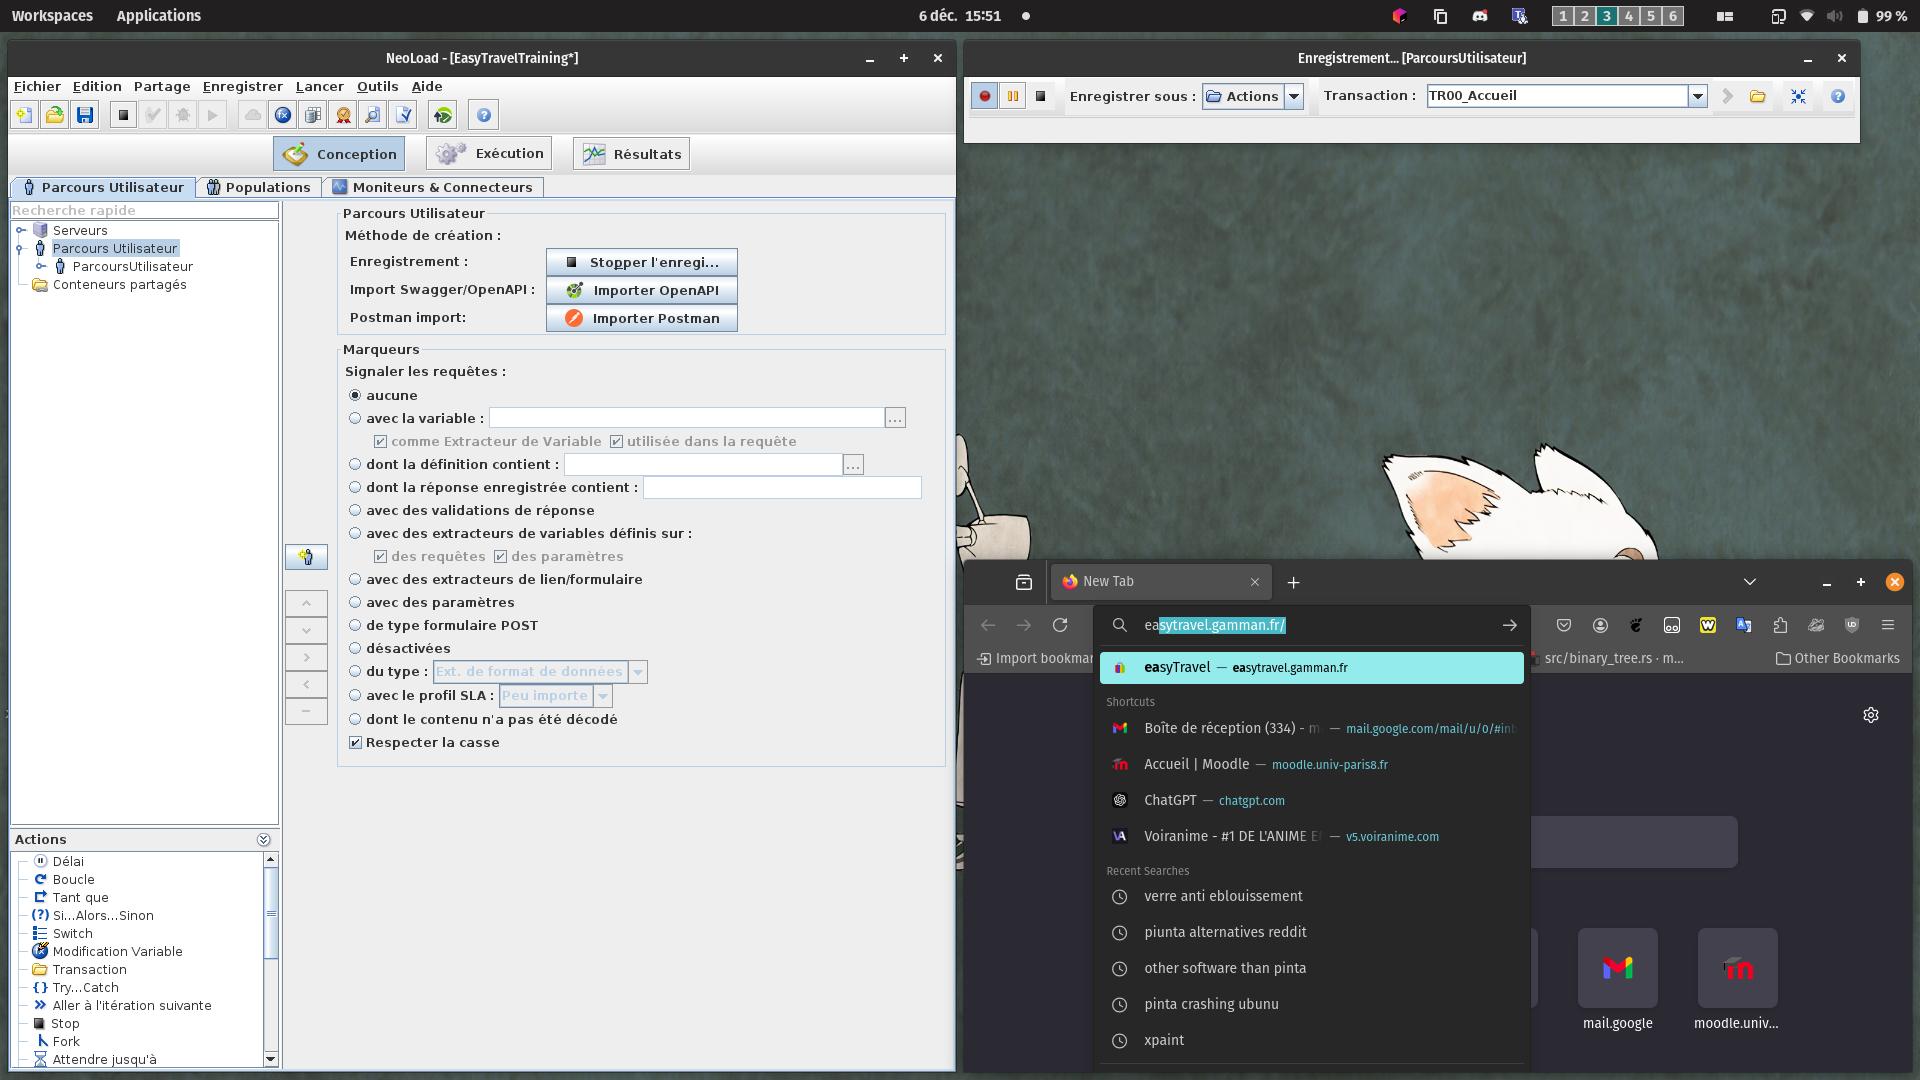 Workspaces Applications 6 déc. 15:51 1 2 3 4 5 6 99 %
NeoLoad - [EasyTravelTraining*]
Fichier Edition Partage Enregistrer Lancer Outils Aide
Conception Exécution Résultats
Parcours Utilisateur Populations Moniteurs & Connecteurs
Recherche rapide
Serveurs
Parcours Utilisateur
ParcoursUtilisateur
Conteneurs partagés
Parcours Utilisateur
Méthode de création :
Enregistrement : Stopper l'enregi...
Import Swagger/OpenAPI : Importer OpenAPI
Postman import: Importer Postman
Marqueurs
Signaler les requêtes :
aucune
avec la variable : ...
comme Extracteur de Variable utilisée dans la requête
dont la définition contient : ...
dont la réponse enregistrée contient :
avec des validations de réponse
avec des extracteurs de variables définis sur :
des requêtes des paramètres
avec des extracteurs de lien/formulaire
avec des paramètres
de type formulaire POST
désactivées
du type : Ext. de format de données
avec le profil SLA : Peu importe
dont le contenu n'a pas été décodé
Respecter la casse
Actions
Délai
Boucle
Tant que
Si...Alors...Sinon
Switch
Modification Variable
Transaction
Try...Catch
Aller à l'itération suivante
Stop
Fork
Attendre jusqu'à
Enregistrement... [ParcoursUtilisateur]
Enregistrer sous : Actions Transaction : TR00_Accueil
New Tab
easytravel.gamman.fr/
Import bookmar src/binary_tree.rs · m... Other Bookmarks
easyTravel — easytravel.gamman.fr
Shortcuts
Boîte de réception (334) - m — mail.google.com/mail/u/0/#inb
Accueil | Moodle — moodle.univ-paris8.fr
ChatGPT — chatgpt.com
Voiranime - #1 DE L'ANIME E — v5.voiranime.com
Recent Searches
verre anti eblouissement
piunta alternatives reddit
other software than pinta
pinta crashing ubunu
xpaint
mail.google moodle.univ...